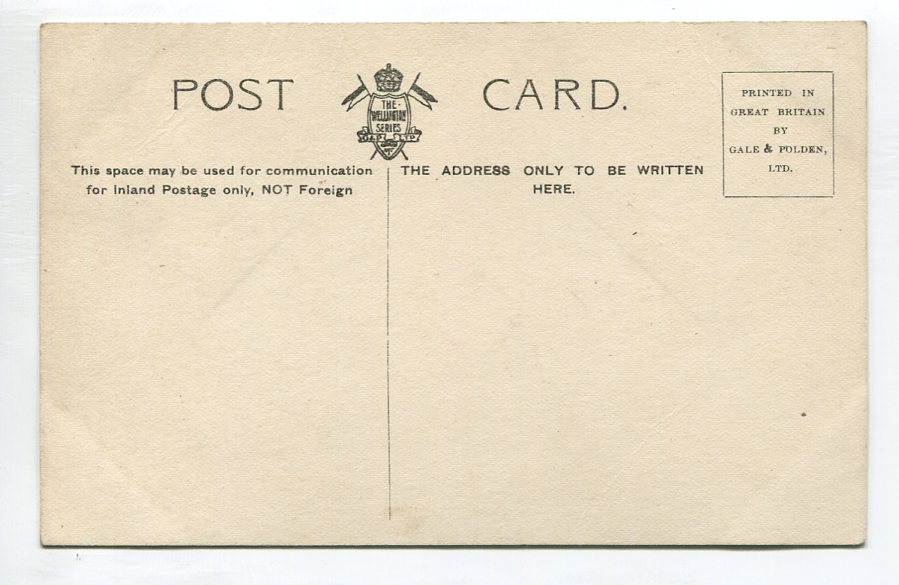 POST CARD.
THE
WELLINGTON
SERIES
G&P LTD
This space may be used for communication
for Inland Postage only, NOT Foreign
THE ADDRESS ONLY TO BE WRITTEN
HERE.
PRINTED IN
GREAT BRITAIN
BY
GALE & POLDEN,
LTD.